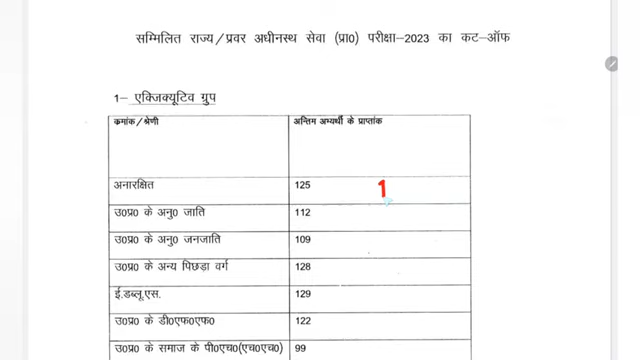 सम्मिलित राज्य/प्रवर अधीनस्थ सेवा (प्रा0) परीक्षा-2023 का कट-ऑफ
1- एक्जिक्यूटिव ग्रुप
क्रमांक/श्रेणी अन्तिम अभ्यर्थी के प्राप्तांक
अनारक्षित 125 1
उ0प्र0 के अनु0 जाति 112
उ0प्र0 के अनु0 जनजाति 109
उ0प्र0 के अन्य पिछड़ा वर्ग 128
ई.डब्लू.एस. 129
उ0प्र0 के डी0एफ0एफ0 122
उ0प्र0 के समाज के पी0एच0(एच0एच0) 99